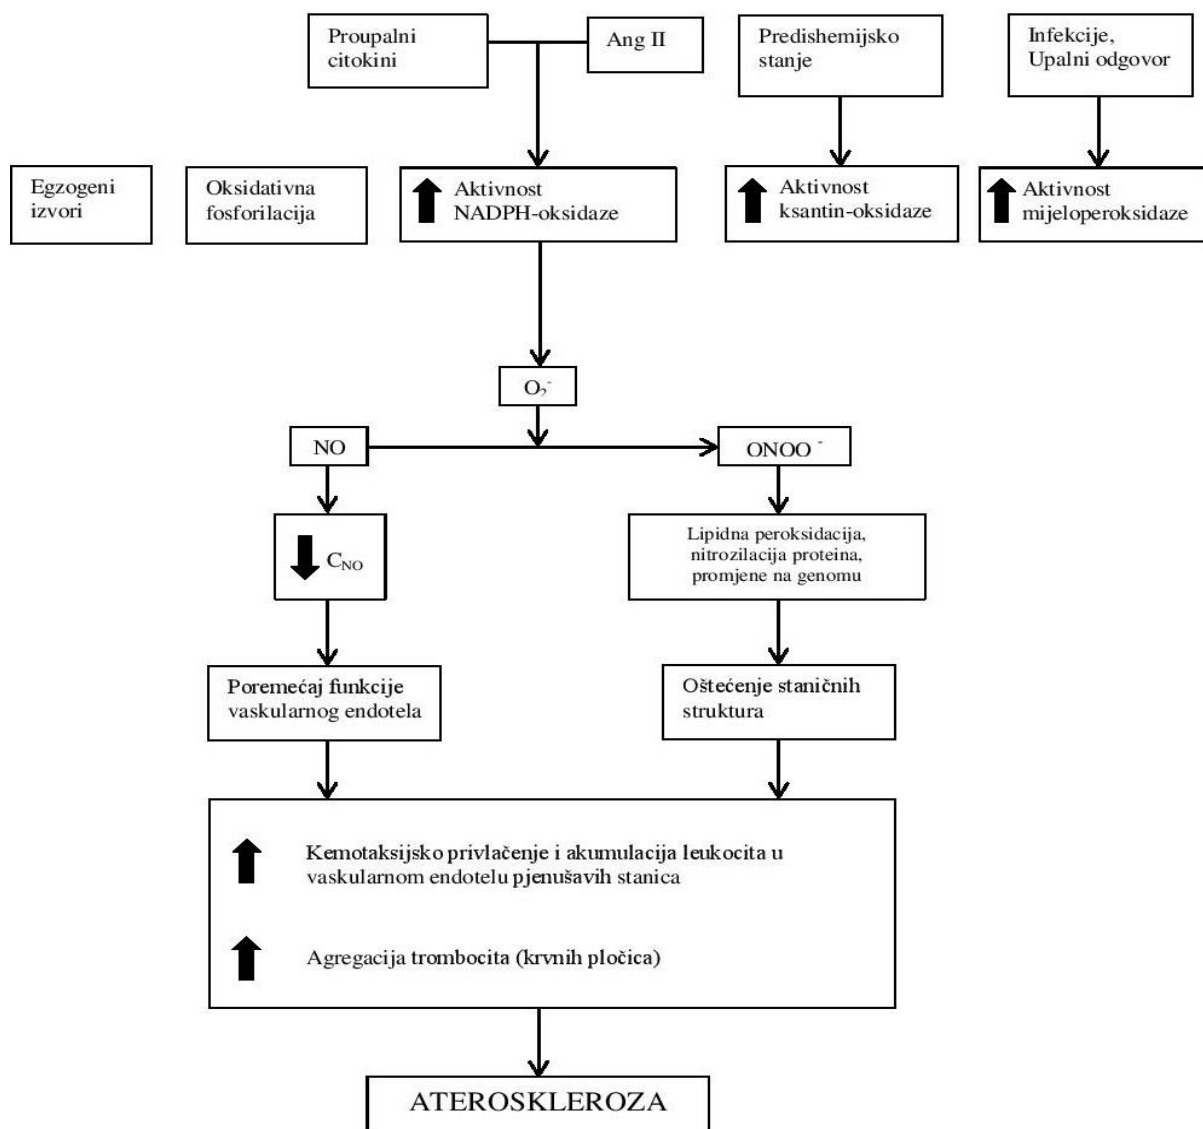 Proupalni
citokini
Ang II
Predishemijsko
stanje
Infekcije,
Upalni odgovor
Egzogeni
izvori
Oksidativna
fosforilacija
Aktivnost
NADPH-oksidaze
Aktivnost
ksantin-oksidaze
Aktivnost
mijeloperoksidaze
O₂⁻
NO
ONOO⁻
C_NO
Lipidna peroksidacija,
nitrozilacija proteina,
promjene na genomu
Poremećaj funkcije
vaskularnog endotela
Oštećenje staničnih
struktura
Kemotaksijsko privlačenje i akumulacija leukocita u
vaskularnom endotelu pjenušavih stanica
Agregacija trombocita (krvnih pločica)
ATEROSKLEROZA